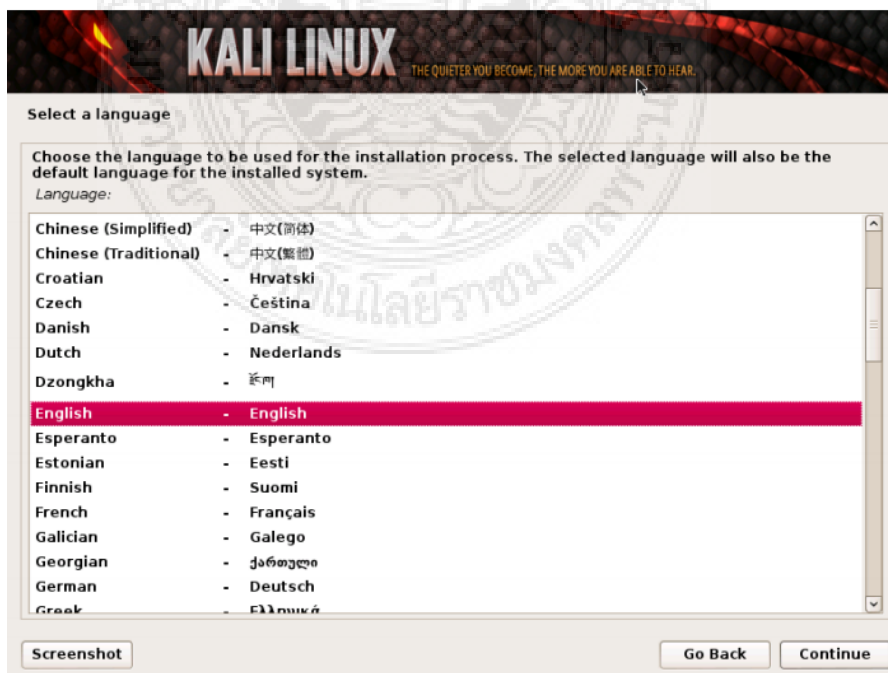 KALI LINUX THE QUIETER YOU BECOME, THE MORE YOU ARE ABLE TO HEAR.
Select a language
Choose the language to be used for the installation process. The selected language will also be the
default language for the installed system.
Language:
Chinese (Simplified) - 中文(简体)
Chinese (Traditional) - 中文(繁體)
Croatian - Hrvatski
Czech - Čeština
Danish - Dansk
Dutch - Nederlands
Dzongkha - རྫོང་ཁ།
English - English
Esperanto - Esperanto
Estonian - Eesti
Finnish - Suomi
French - Français
Galician - Galego
Georgian - ქართული
German - Deutsch
Greek - Ελληνικά
Screenshot
Go Back
Continue